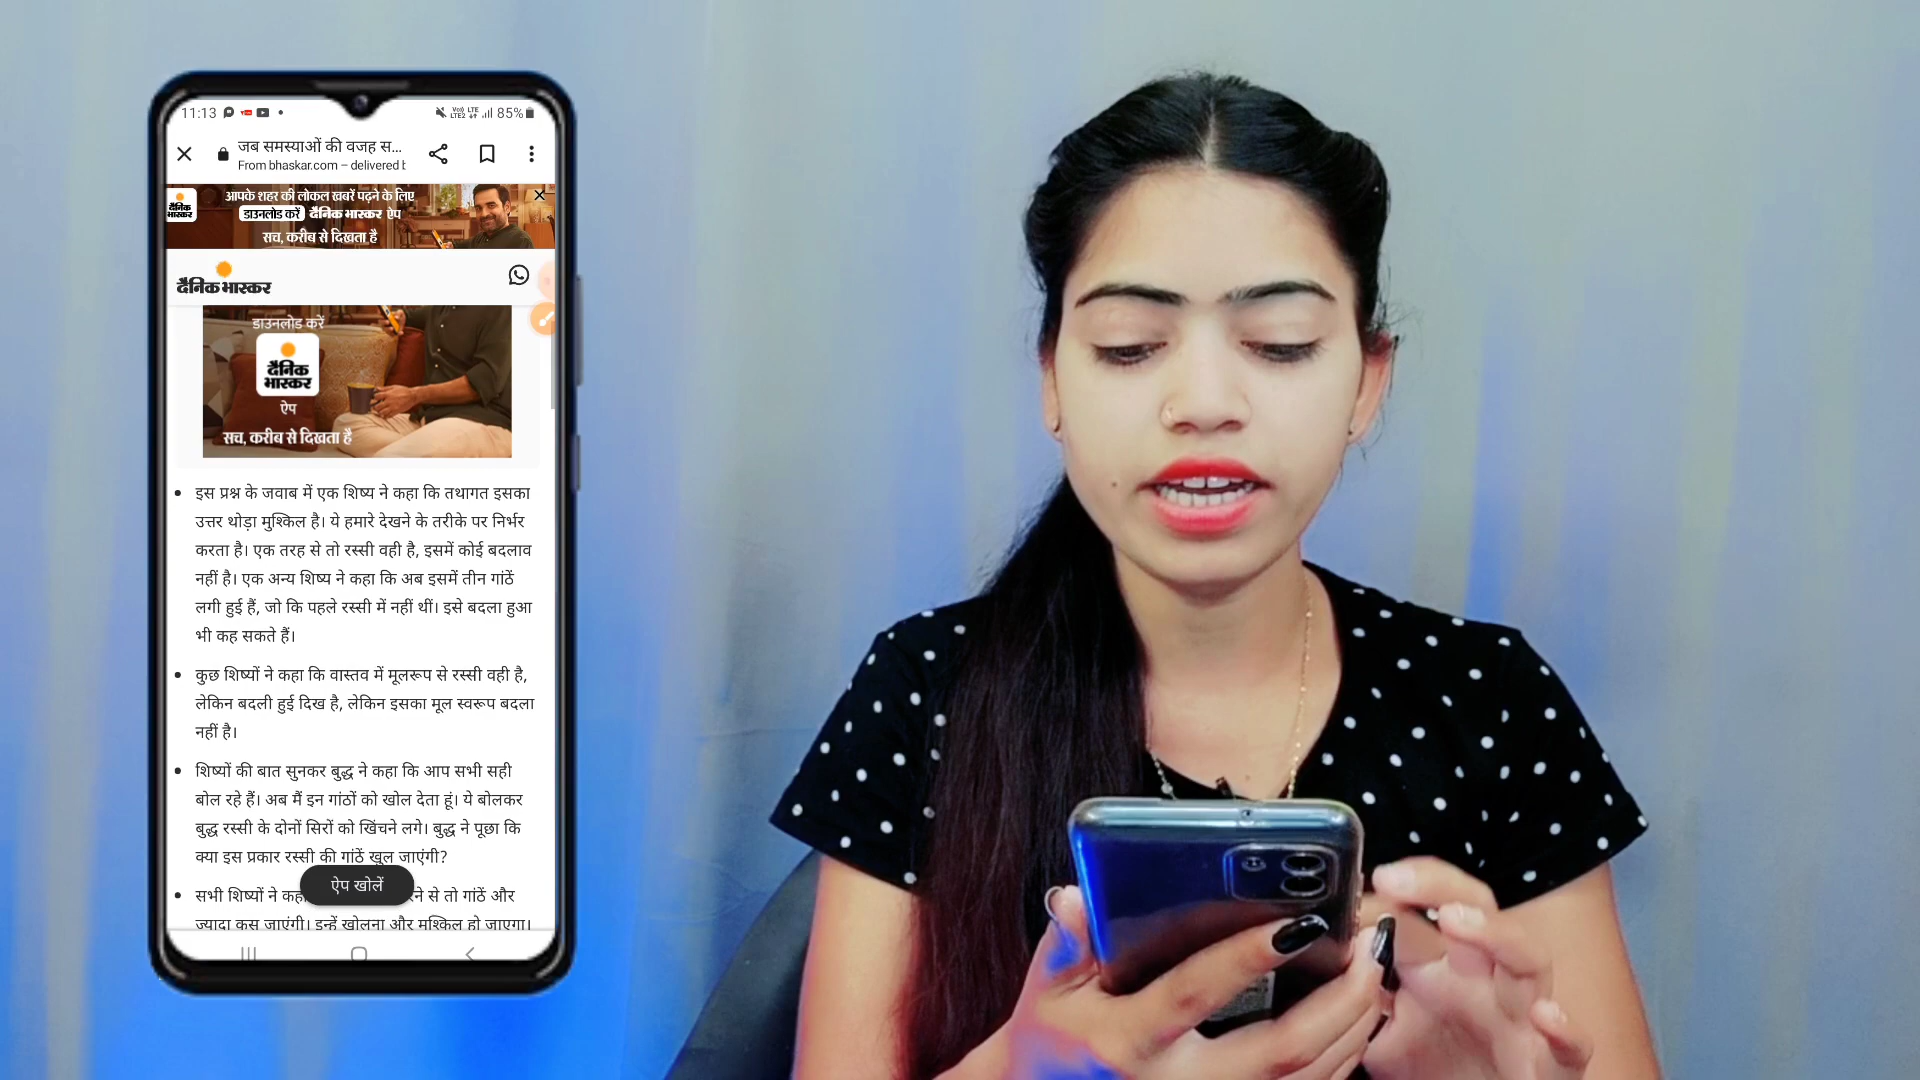 11:13
85%
जब समस्याओं की वजह स...
From bhaskar.com – delivered b
दैनिक भास्कर
आपके शहर की लोकल ख़बरें पढ़ने के लिए
डाउनलोड करें दैनिक भास्कर ऐप
सच, करीब से दिखता है
दैनिक भास्कर
डाउनलोड करें
दैनिक
भास्कर
ऐप
सच, करीब से दिखता है
• इस प्रश्न के जवाब में एक शिष्य ने कहा कि तथागत इसका
उत्तर थोड़ा मुश्किल है। ये हमारे देखने के तरीके पर निर्भर
करता है। एक तरह से तो रस्सी वही है, इसमें कोई बदलाव
नहीं है। एक अन्य शिष्य ने कहा कि अब इसमें तीन गांठें
लगी हुई हैं, जो कि पहले रस्सी में नहीं थीं। इसे बदला हुआ
भी कह सकते हैं।
• कुछ शिष्यों ने कहा कि वास्तव में मूलरूप से रस्सी वही है,
लेकिन बदली हुई दिख है, लेकिन इसका मूल स्वरूप बदला
नहीं है।
• शिष्यों की बात सुनकर बुद्ध ने कहा कि आप सभी सही
बोल रहे हैं। अब मैं इन गांठों को खोल देता हूं। ये बोलकर
बुद्ध रस्सी के दोनों सिरों को खिंचने लगे। बुद्ध ने पूछा कि
क्या इस प्रकार रस्सी की गांठें खुल जाएंगी?
• सभी शिष्यों ने कहा से तो गांठें और
ऐप खोलें
ज्यादा कस जाएंगी। इन्हें खोलना और मुश्किल हो जाएगा।